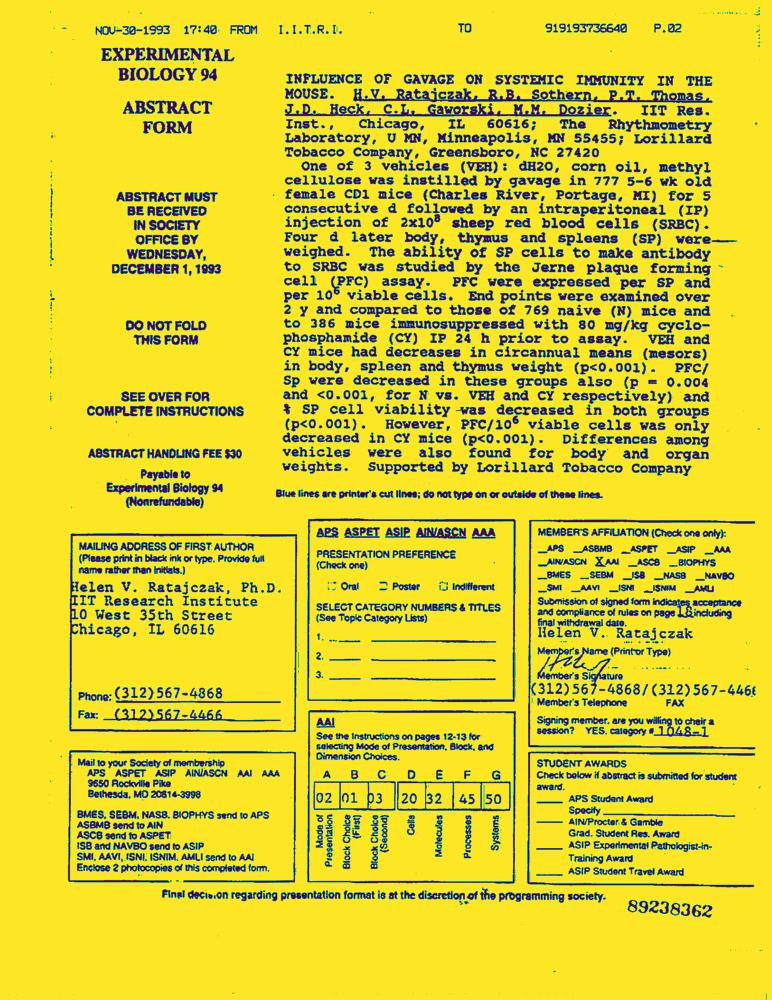 NOV-30-1993 17:40 FROM I.I.T.R.I. TO 919193736640 P.02
EXPERIMENTAL
BIOLOGY 94
ABSTRACT
FORM
ABSTRACT MUST
BE RECEIVED
IN SOCIETY
OFFICE BY
WEDNESDAY,
DECEMBER 1, 1993
DO NOT FOLD
THIS FORM
SEE OVER FOR
COMPLETE INSTRUCTIONS
ABSTRACT HANDLING FEE $30
Payable to
Experimental Biology 94
(Nonrefundable)
INFLUENCE OF GAVAGE ON SYSTEMIC IMMUNITY IN THE
MOUSE. H.V. Ratajczak, R.B. Sothern, P.T. Thomas,
J.D. Heck, C.L. Gaworski, M.M. Dozier. IIT Res.
Inst., Chicago, IL 60616; The Rhythmometry
Laboratory, U MN, Minneapolis, MN 55455; Lorillard
Tobacco Company, Greensboro, NC 27420
One of 3 vehicles (VEH): dH2O, corn oil, methyl
cellulose was instilled by gavage in 777 5-6 wk old
female CD1 mice (Charles River, Portage, MI) for 5
consecutive d followed by an intraperitoneal (IP)
injection of 2x10⁸ sheep red blood cells (SRBC).
Four d later body, thymus and spleens (SP) were
weighed. The ability of SP cells to make antibody
to SRBC was studied by the Jerne plaque forming
cell (PFC) assay. PFC were expressed per SP and
per 10⁶ viable cells. End points were examined over
2 y and compared to those of 769 naive (N) mice and
to 386 mice immunosuppressed with 80 mg/kg cyclo-
phosphamide (CY) IP 24 h prior to assay. VEH and
CY mice had decreases in circannual means (mesors)
in body, spleen and thymus weight (p<0.001). PFC/
Sp were decreased in these groups also (p = 0.004
and <0.001, for N vs. VEH and CY respectively) and
% SP cell viability was decreased in both groups
(p<0.001). However, PFC/10⁶ viable cells was only
decreased in CY mice (p<0.001). Differences among
vehicles were also found for body and organ
weights. Supported by Lorillard Tobacco Company
Blue lines are printer's cut lines; do not type on or outside of these lines.
MAILING ADDRESS OF FIRST AUTHOR
(Please print in black ink or type. Provide full
name rather than initials.)
Helen V. Ratajczak, Ph.D.
IIT Research Institute
10 West 35th Street
Chicago, IL 60616
Phone: (312)567-4868
Fax: (312)567-4466
Mail to your Society of membership
APS ASPET ASIP AIN/ASCN AAI AAA
9650 Rockville Pike
Bethesda, MD 20814-3998
BMES, SEBM, NASB, BIOPHYS send to APS
ASBMB send to AIN
ASCB send to ASPET
ISB and NAVBO send to ASIP
SMI, AAVI, ISNI, ISNIM, AMLI send to AAI
Enclose 2 photocopies of this completed form.
APS ASPET ASIP AIN/ASCN AAA
PRESENTATION PREFERENCE
(Check one)
Oral Poster Indifferent
SELECT CATEGORY NUMBERS & TITLES
(See Topic Category Lists)
1.
2.
3.
AAI
See the Instructions on pages 12-13 for
selecting Mode of Presentation, Block, and
Dimension Choices.
A B C D E F G
02 01 03 20 32 45 50
Mode of Presentation
Block Choice (First)
Block Choice (Second)
Cells
Molecules
Processes
Systems
MEMBER'S AFFILIATION (Check one only):
__APS __ASBMB __ASPET __ASIP __AAA
__AIN/ASCN X AAI __ASCB __BIOPHYS
__BMES __SEBM __ISB __NASB __NAVBO
__SMI __AAVI __ISNI __ISNIM __AMLI
Submission of signed form indicates acceptance
and compliance of rules on page 18 including
final withdrawal date.
Helen V. Ratajczak
Member's Name (Print or Type)
Member's Signature
(312)567-4868/(312)567-4466
Member's Telephone FAX
Signing member, are you willing to chair a
session? YES, category # 1048-1
STUDENT AWARDS
Check below if abstract is submitted for student
award.
____ APS Student Award
Specify ____
____ AIN/Procter & Gamble
Grad. Student Res. Award
____ ASIP Experimental Pathologist-in-
Training Award
____ ASIP Student Travel Award
Final decision regarding presentation format is at the discretion of the programming society.
89238362